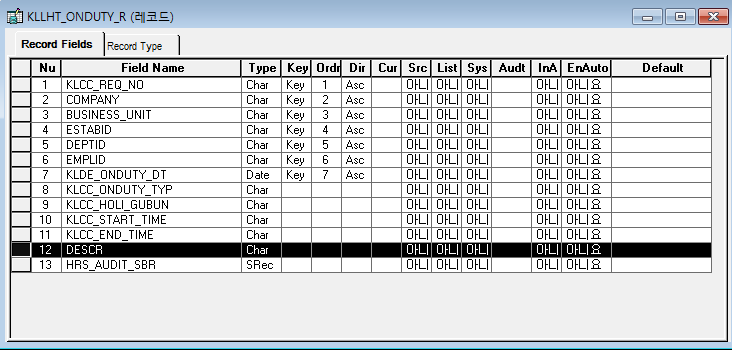 KLLHT_ONDUTY_R (레코드)
Record Fields Record Type
Nu Field Name Type Key Ordr Dir Cur Src List Sys Audt InA EnAuto Default
1 KLCC_REQ_NO Char Key 1 Asc 아니 아니 아니 아니 아니요
2 COMPANY Char Key 2 Asc 아니 아니 아니 아니 아니요
3 BUSINESS_UNIT Char Key 3 Asc 아니 아니 아니 아니 아니요
4 ESTABID Char Key 4 Asc 아니 아니 아니 아니 아니요
5 DEPTID Char Key 5 Asc 아니 아니 아니 아니 아니요
6 EMPLID Char Key 6 Asc 아니 아니 아니 아니 아니요
7 KLDE_ONDUTY_DT Date Key 7 Asc 아니 아니 아니 아니 아니요
8 KLCC_ONDUTY_TYP Char 아니 아니 아니 아니 아니요
9 KLCC_HOLI_GUBUN Char 아니 아니 아니 아니 아니요
10 KLCC_START_TIME Char 아니 아니 아니 아니 아니요
11 KLCC_END_TIME Char 아니 아니 아니 아니 아니요
12 DESCR Char 아니 아니 아니 아니 아니요
13 HRS_AUDIT_SBR SRec 아니 아니 아니 아니 아니요